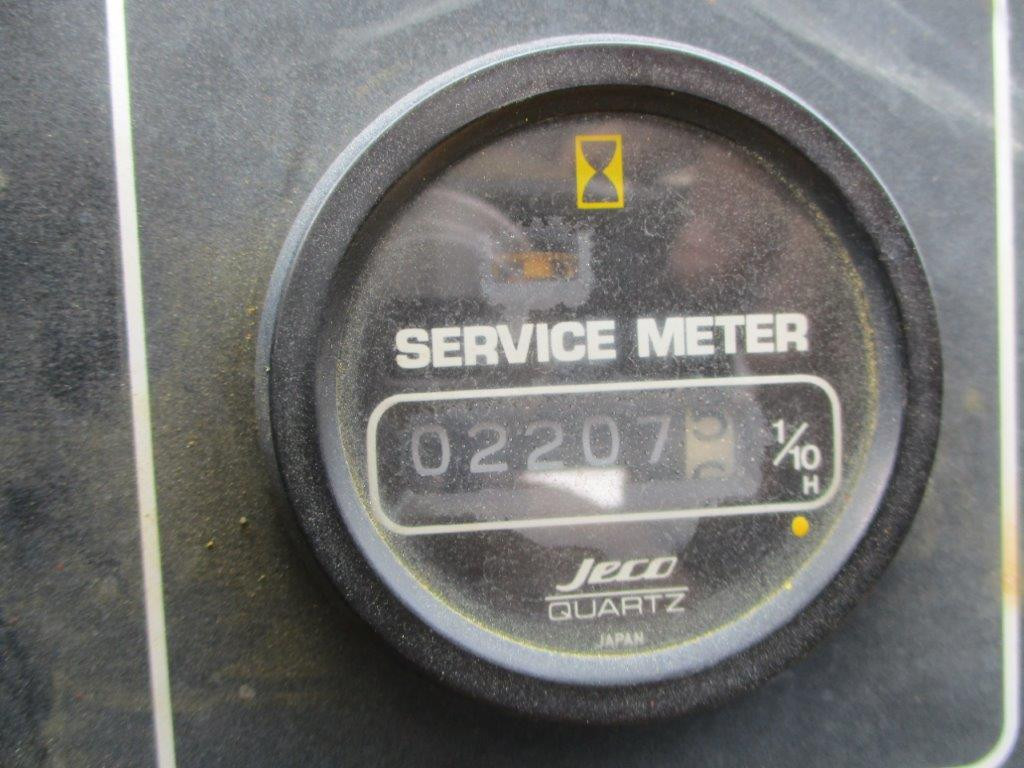 SERVICE METER
02207
1/10
H
Jeco
QUARTZ
JAPAN